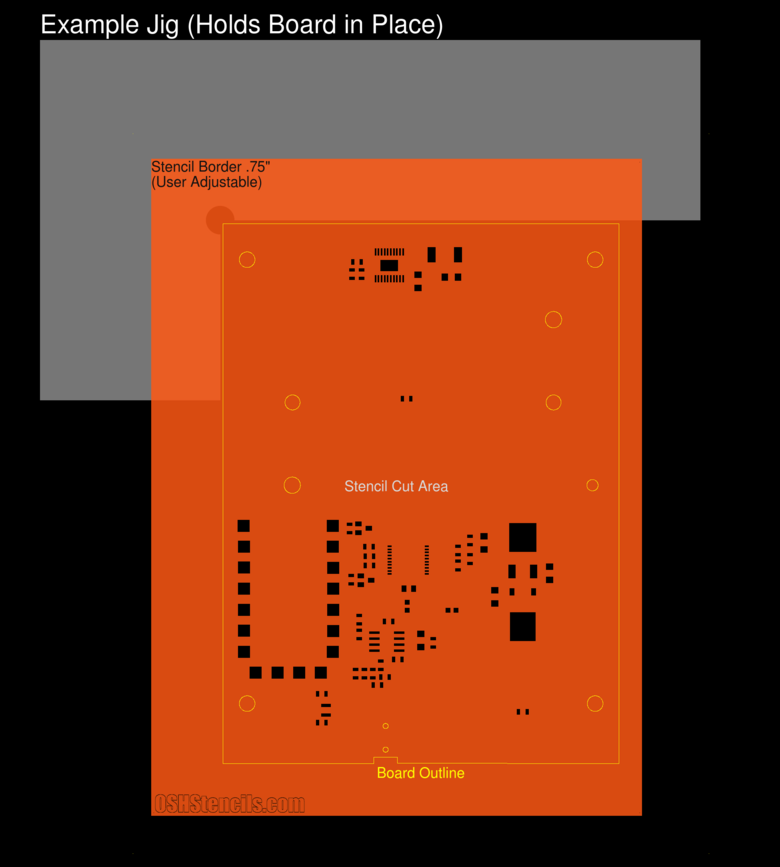 Example Jig (Holds Board in Place)
Stencil Border .75"
(User Adjustable)
Stencil Cut Area
Board Outline
OSHStencils.com